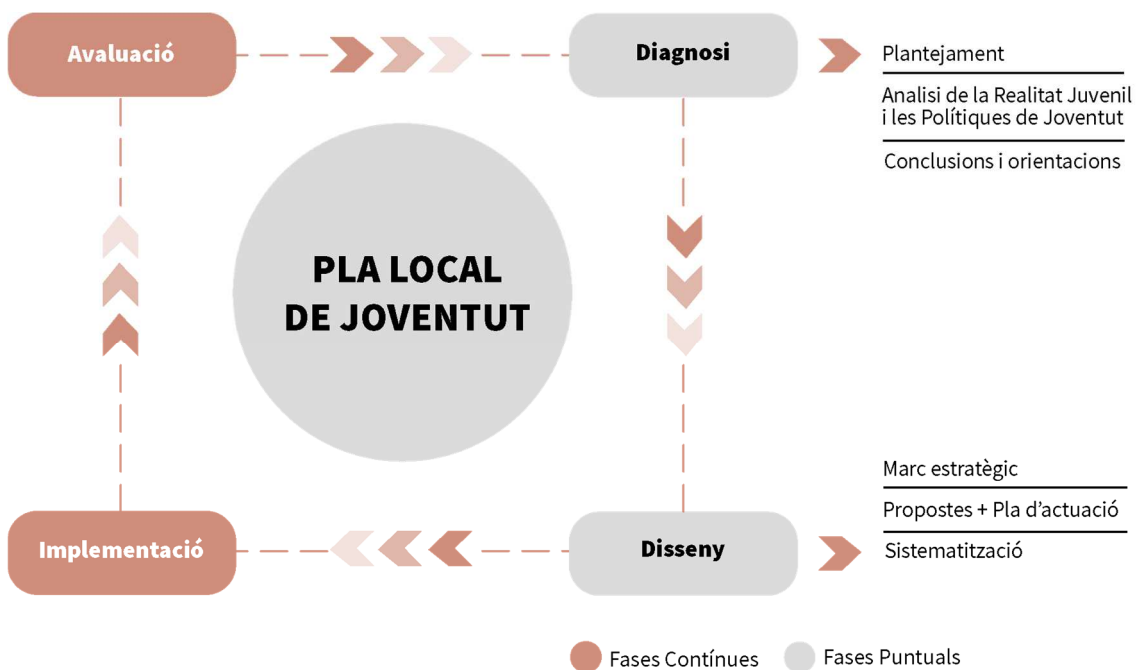 Avaluació
Diagnosi
Plantejament
Analisi de la Realitat Juvenil
i les Polítiques de Joventut
Conclusions i orientacions
PLA LOCAL
DE JOVENTUT
Marc estratègic
Propostes + Pla d'actuació
Sistematització
Implementació
Disseny
Fases Contínues
Fases Puntuals